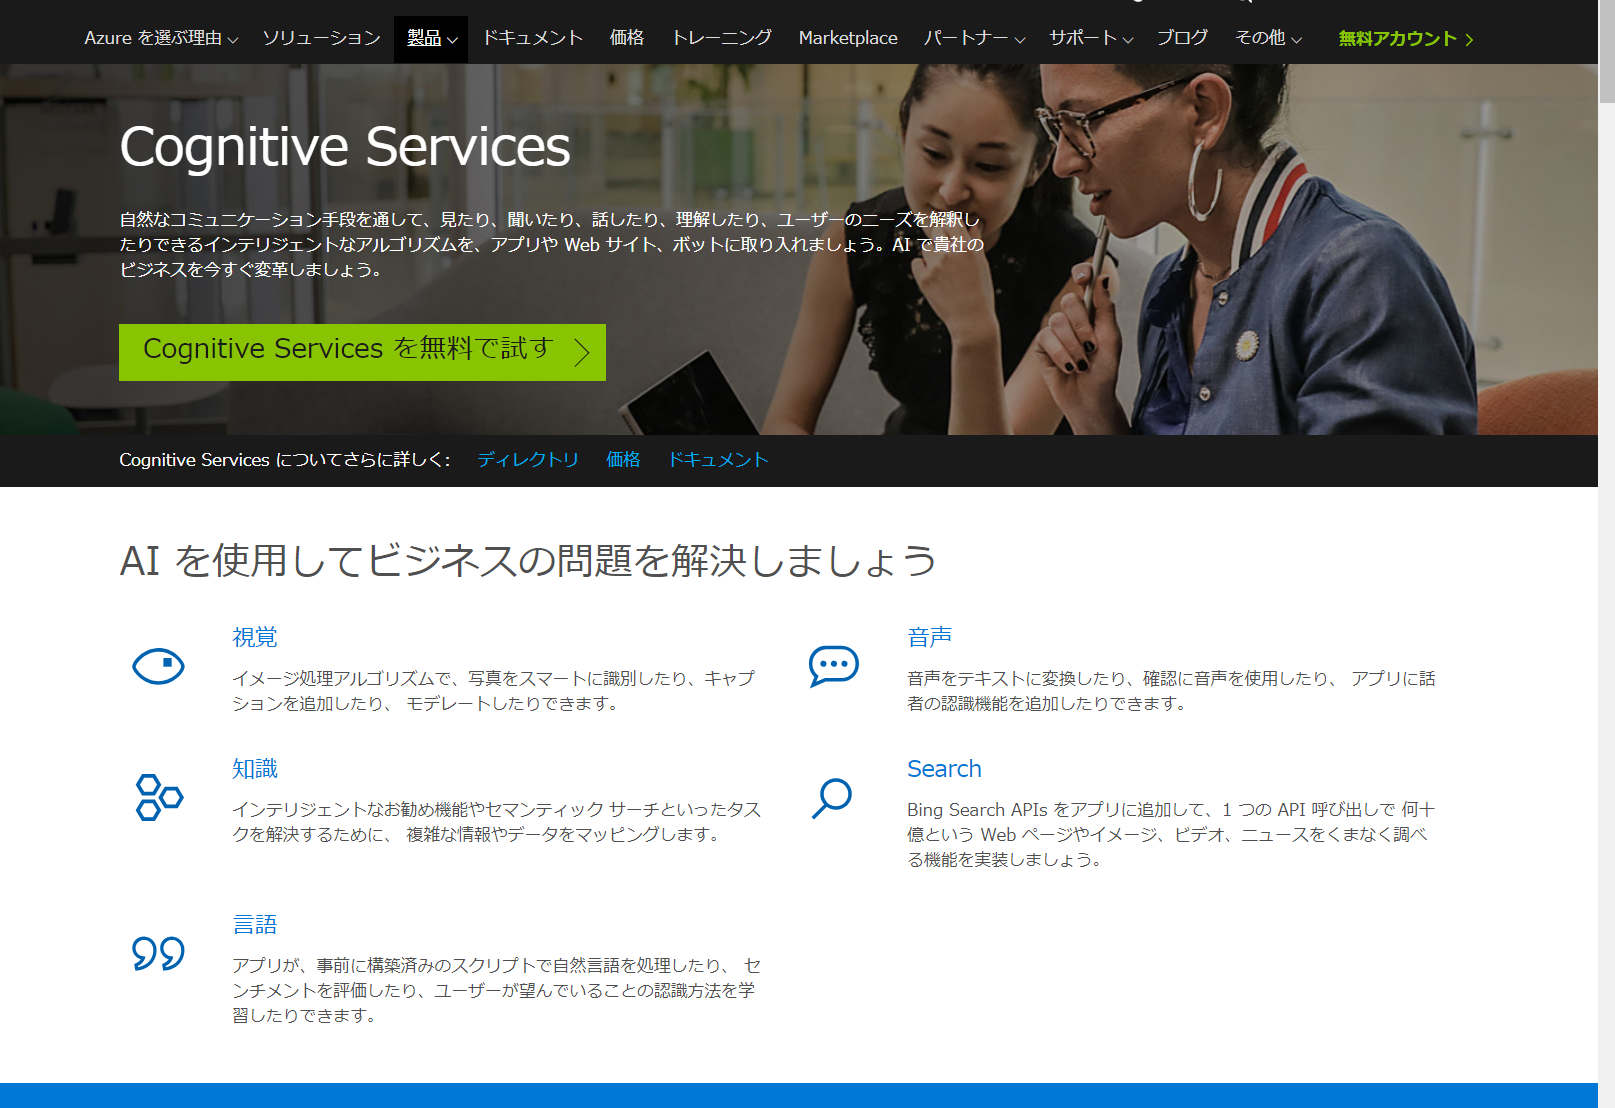 Azure を選ぶ理由 ソリューション 製品 ドキュメント 価格 トレーニング Marketplace パートナー サポート ブログ その他 無料アカウント
Cognitive Services
自然なコミュニケーション手段を通して、見たり、聞いたり、話したり、理解したり、ユーザーのニーズを解釈し
たりできるインテリジェントなアルゴリズムを、アプリや Web サイト、ボットに取り入れましょう。AI で貴社の
ビジネスを今すぐ変革しましょう。
Cognitive Services を無料で試す
Cognitive Services についてさらに詳しく: ディレクトリ 価格 ドキュメント
AI を使用してビジネスの問題を解決しましょう
視覚
イメージ処理アルゴリズムで、写真をスマートに識別したり、キャプ
ションを追加したり、 モデレートしたりできます。
音声
音声をテキストに変換したり、確認に音声を使用したり、 アプリに話
者の認識機能を追加したりできます。
知識
インテリジェントなお勧め機能やセマンティック サーチといったタス
クを解決するために、 複雑な情報やデータをマッピングします。
Search
Bing Search APIs をアプリに追加して、1 つの API 呼び出しで 何十
億という Web ページやイメージ、ビデオ、ニュースをくまなく調べ
る機能を実装しましょう。
言語
アプリが、事前に構築済みのスクリプトで自然言語を処理したり、 セ
ンチメントを評価したり、ユーザーが望んでいることの認識方法を学
習したりできます。